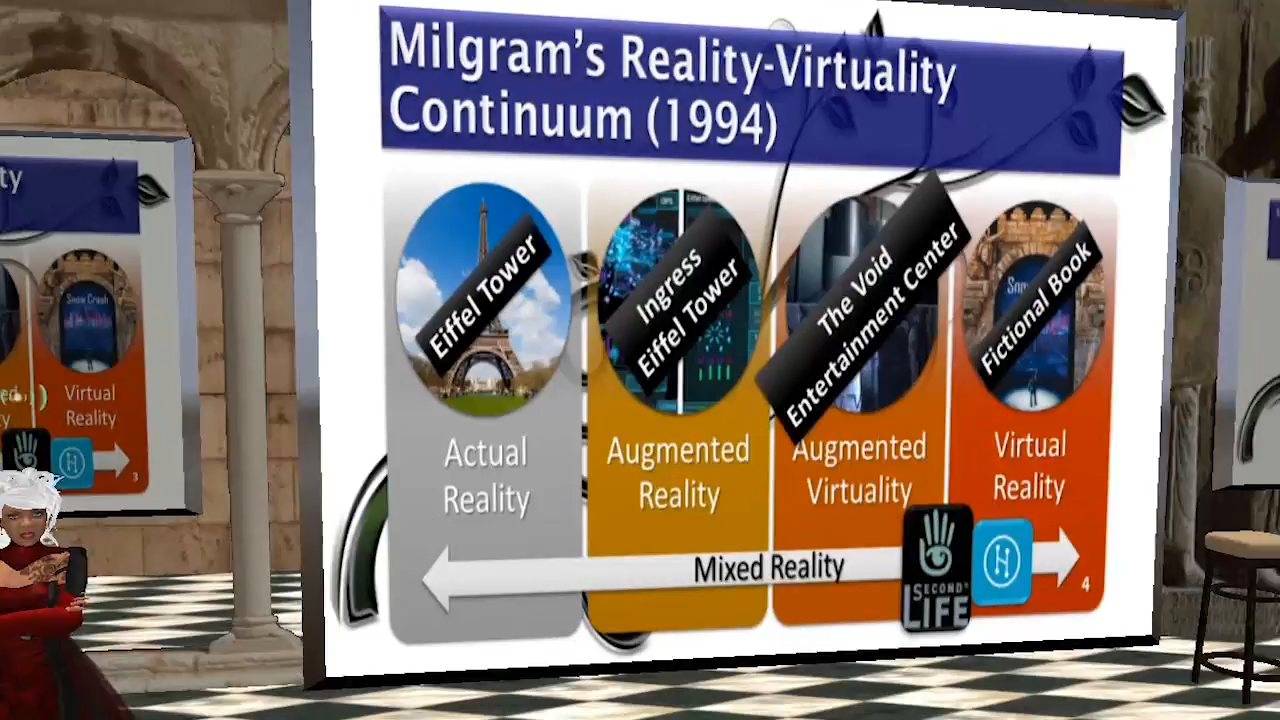 Milgram's Reality-Virtuality
Continuum (1994)
Eiffel Tower
Ingress
Eiffel Tower
The Void
Entertainment Center
Fictional Book
Actual
Reality
Augmented
Reality
Augmented
Virtuality
Virtual
Reality
Mixed Reality
SECOND
LIFE
4
ty
Snow Crash
Virtual
Reality
3